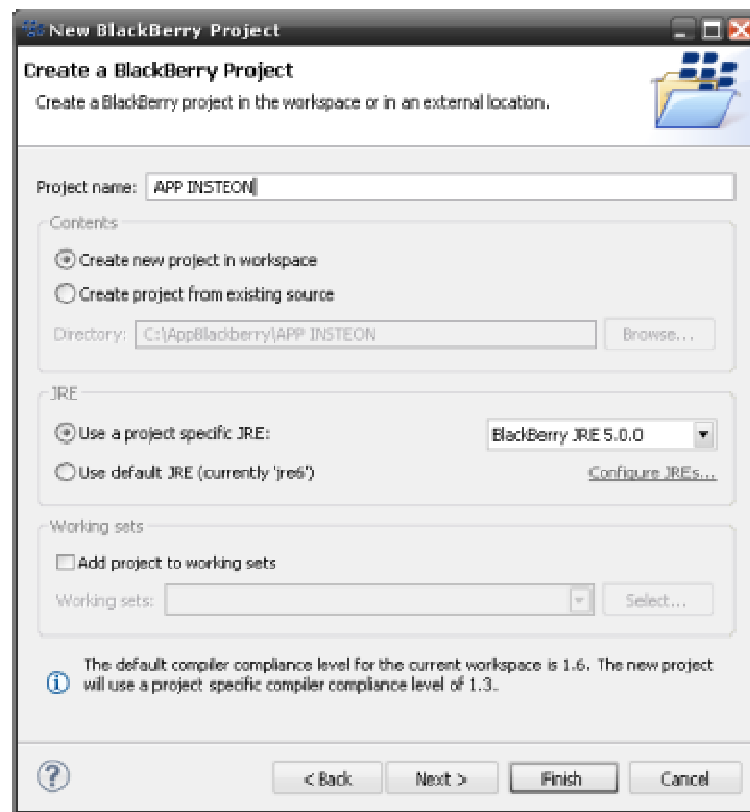 New BlackBerry Project
Create a BlackBerry Project
Create a BlackBerry project in the workspace or in an external location.
Project name: APP INSTEON
Contents
Create new project in workspace
Create project from existing source
Directory: C:\AppBlackberry\APP INSTEON Browse...
JRE
Use a project specific JRE: BlackBerry JRE 5.0.0
Use default JRE (currently 'jre6') Configure JREs...
Working sets
Add project to working sets
Working sets: Select...
The default compiler compliance level for the current workspace is 1.6. The new project
will use a project specific compiler compliance level of 1.3.
? < Back Next > Finish Cancel